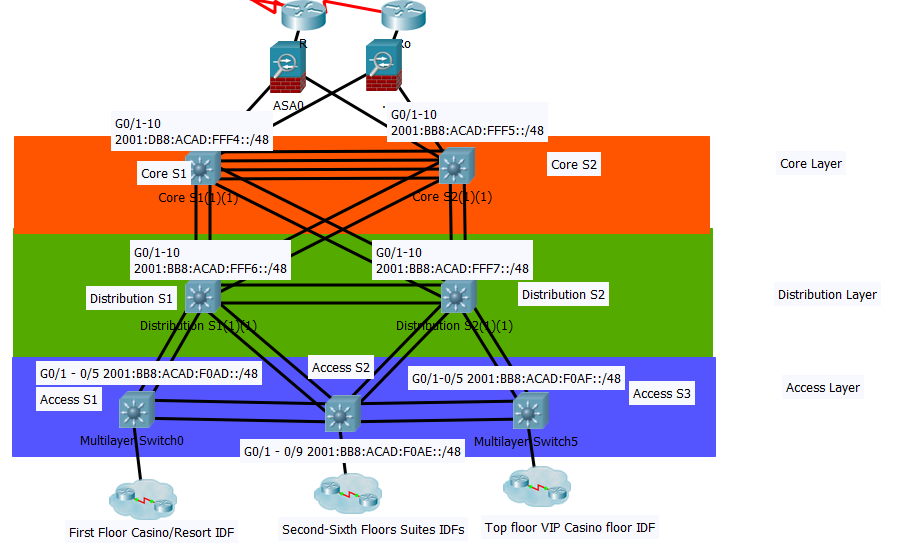 R
Ro
ASA0
G0/1-10
2001:DB8:ACAD:FFF4::/48
G0/1-10
2001:BB8:ACAD:FFF5::/48
Core S1
Core S2
Core Layer
Core S1(1)(1)
Core S2(1)(1)
G0/1-10
2001:BB8:ACAD:FFF6::/48
G0/1-10
2001:BB8:ACAD:FFF7::/48
Distribution S1
Distribution S2
Distribution Layer
Distribution S1(1)(1)
Distribution S2(1)(1)
Access S2
G0/1 - 0/5 2001:BB8:ACAD:F0AD::/48
G0/1-0/5 2001:BB8:ACAD:F0AF::/48
Access Layer
Access S1
Access S3
Multilayer Switch0
Multilayer Switch5
G0/1 - 0/9 2001:BB8:ACAD:F0AE::/48
First Floor Casino/Resort IDF
Second-Sixth Floors Suites IDFs
Top floor VIP Casino floor IDF